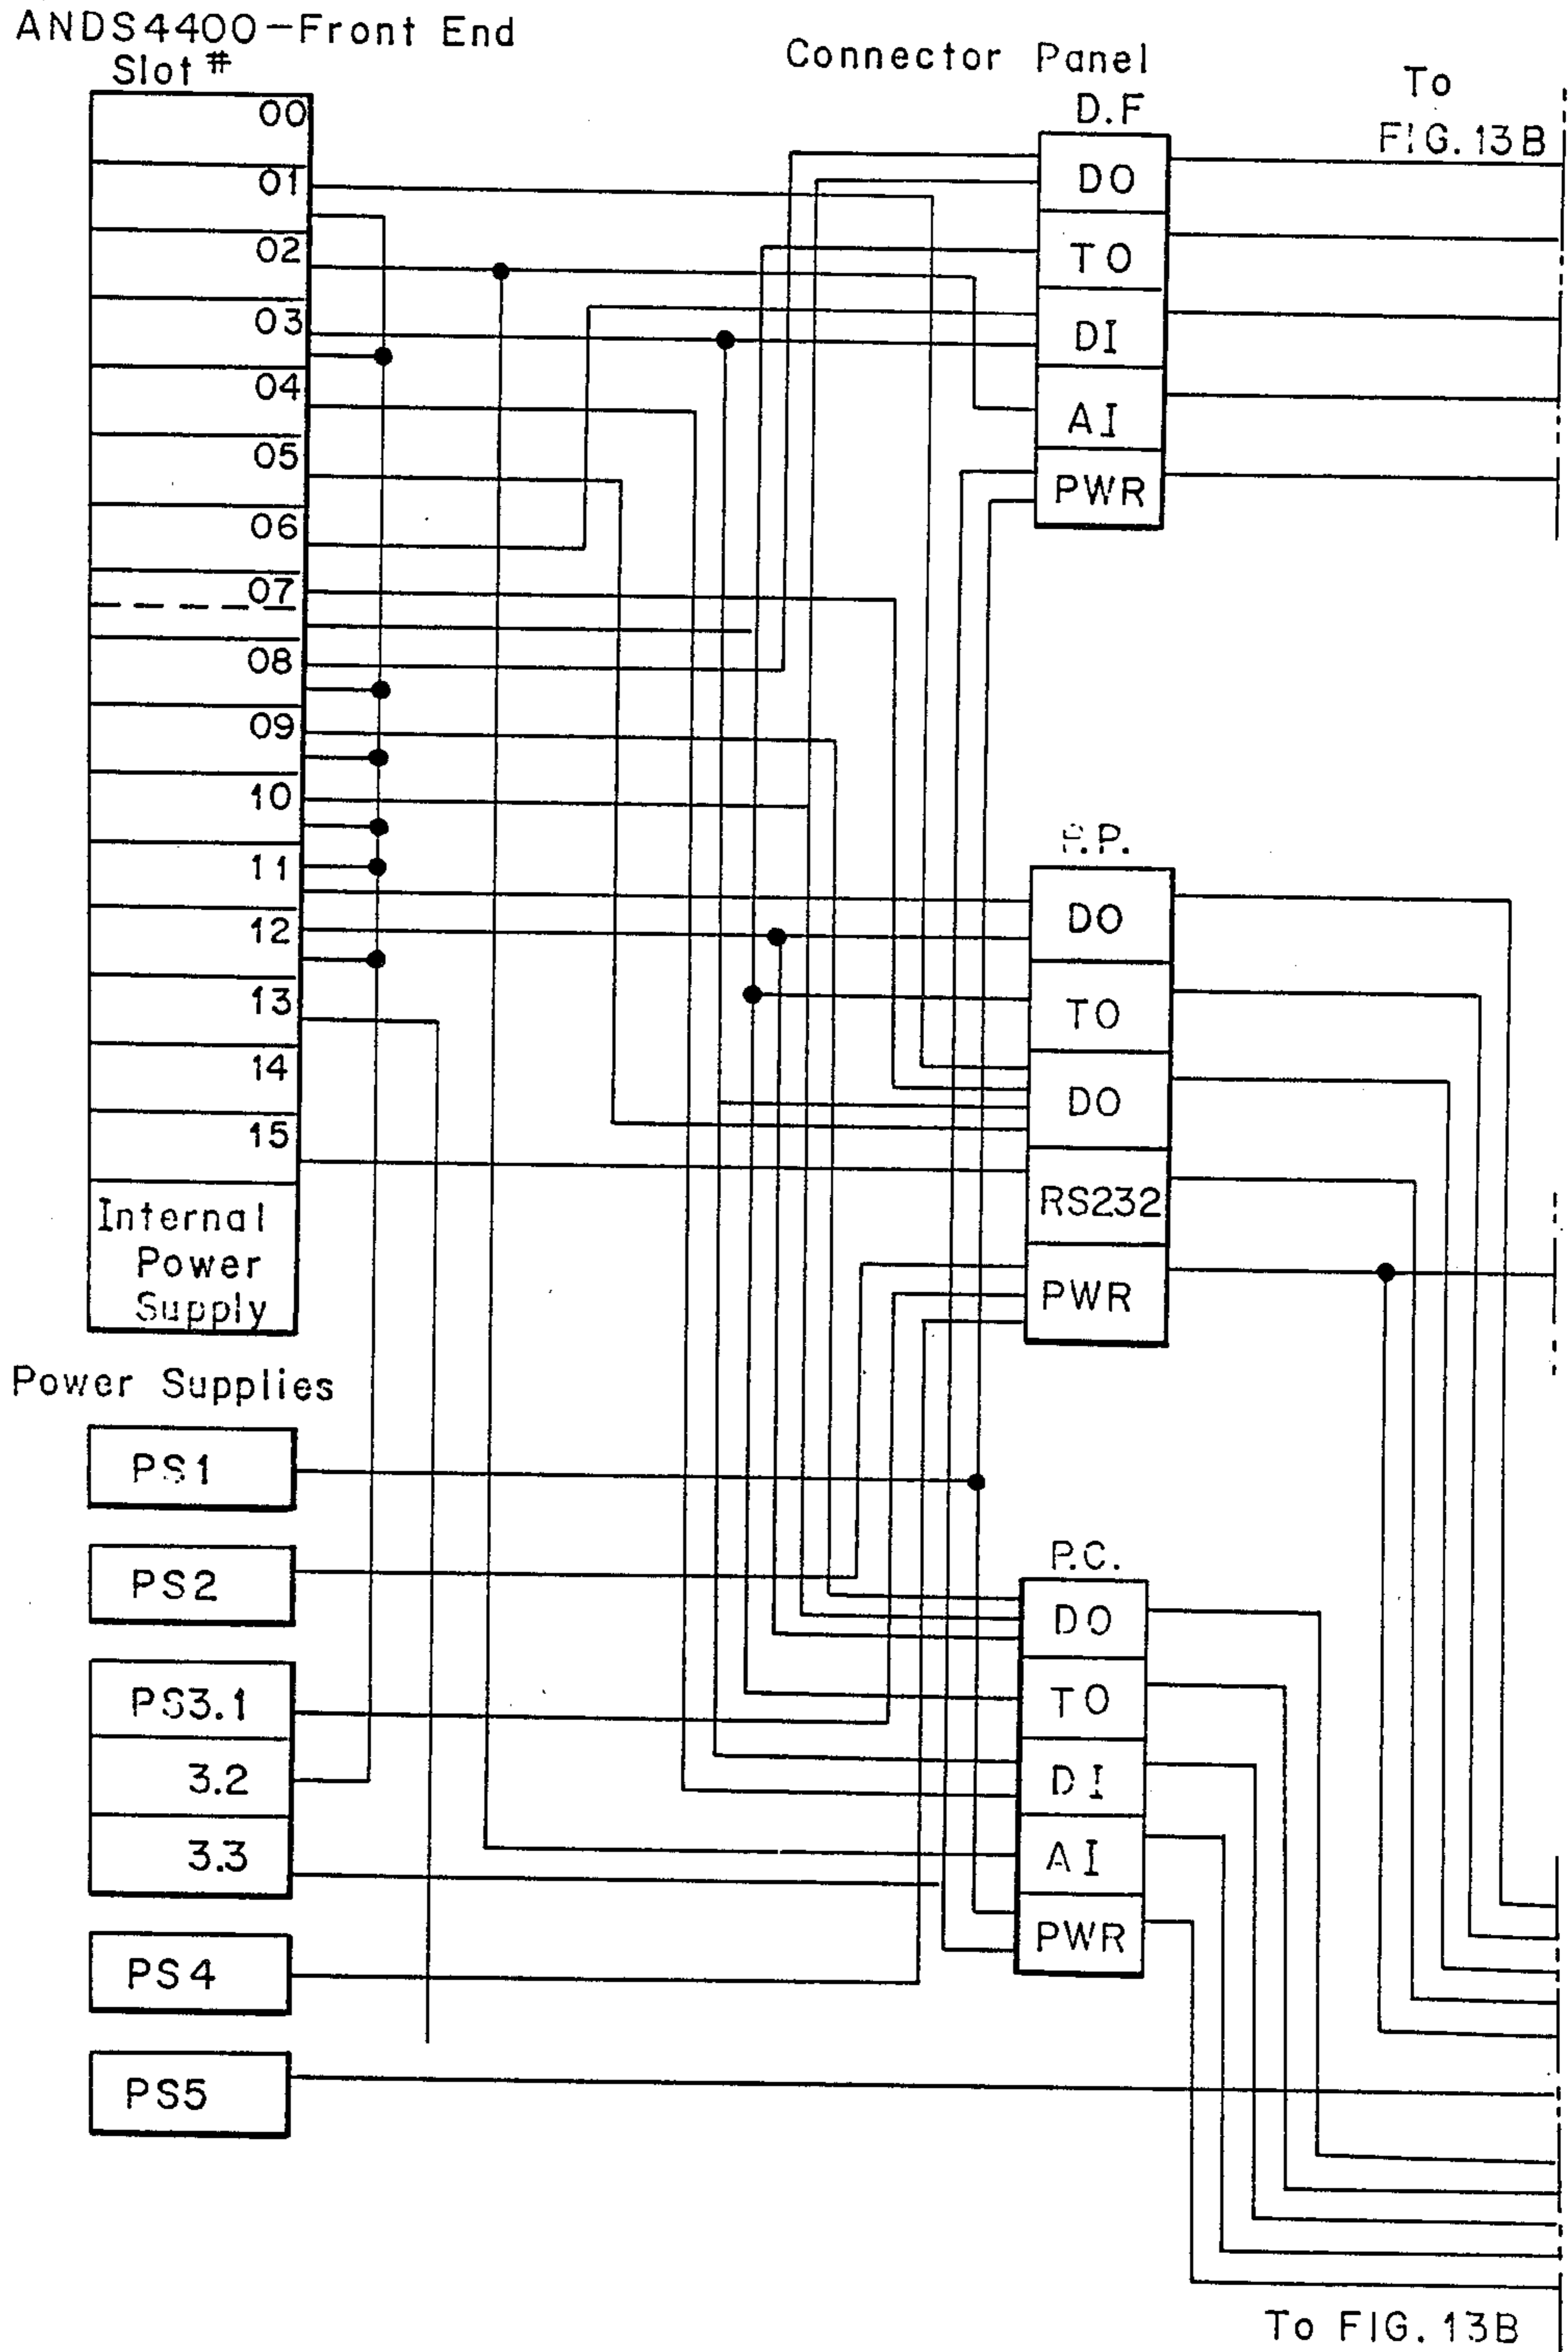 ANDS4400-Front End
Slot #
00
01
02
03
04
05
06
07
08
09
10
11
12
13
14
15
Internal
Power
Supply
Power Supplies
PS1
PS2
PS3.1
3.2
3.3
PS4
PS5
Connector Panel
D.F
DO
TO
DI
AI
PWR
P.P.
DO
TO
DO
RS232
PWR
P.C.
DO
TO
DI
AI
PWR
To
FIG. 13B
To FIG. 13B